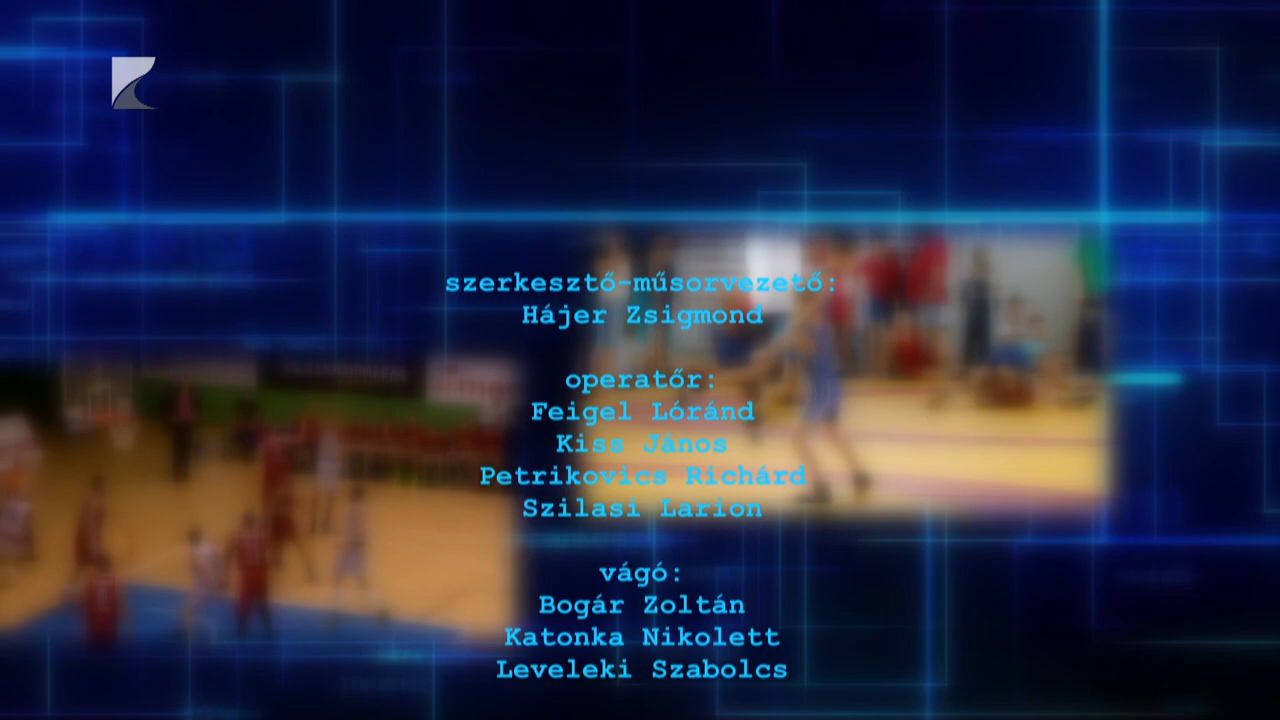 szerkesztő-műsorvezető:
Hájer Zsigmond
operatőr:
Feigel Lóránd
Kiss János
Petrikovics Richárd
Szilasi Larion
vágó:
Bogár Zoltán
Katonka Nikolett
Leveleki Szabolcs